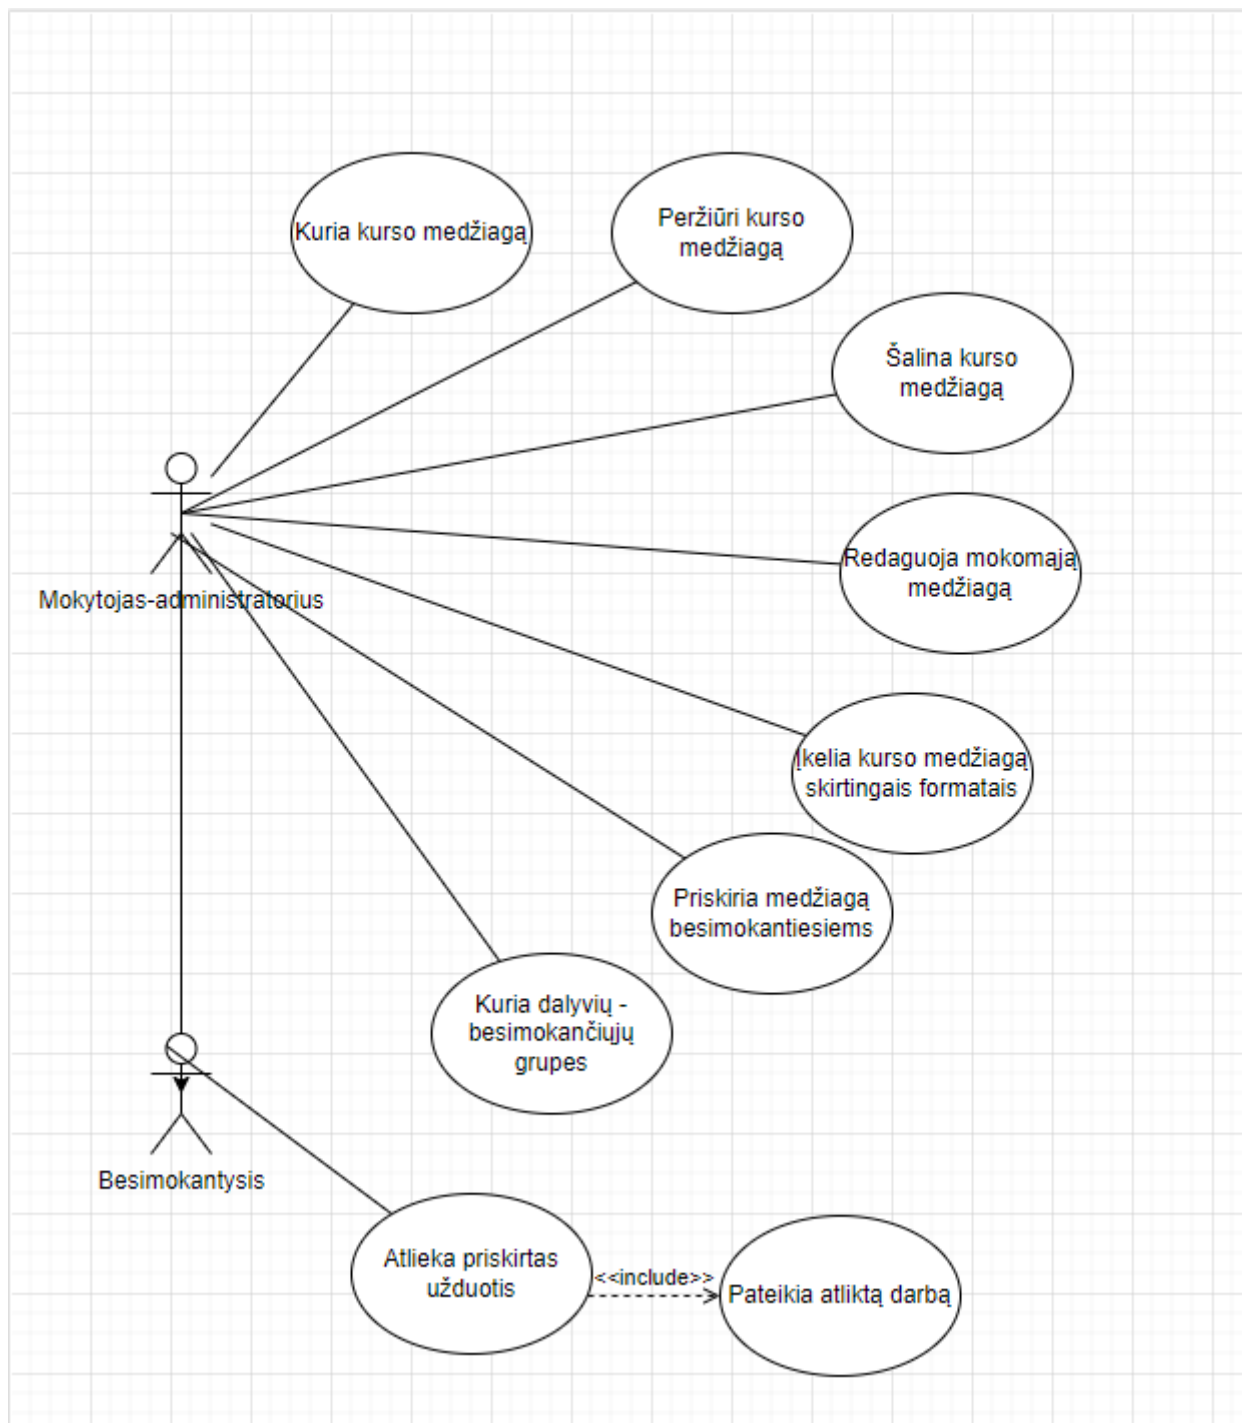 Kuria kurso medžiagą
Peržiūri kurso
medžiagą
Šalina kurso
medžiagą
Redaguoja mokomąją
medžiagą
Mokytojas-administratorius
Įkelia kurso medžiagą
skirtingais formatais
Priskiria medžiagą
besimokantiesiems
Kuria dalyvių -
besimokančiųjų
grupes
Besimokantysis
Atlieka priskirtas
užduotis
<<include>>
Pateikia atliktą darbą